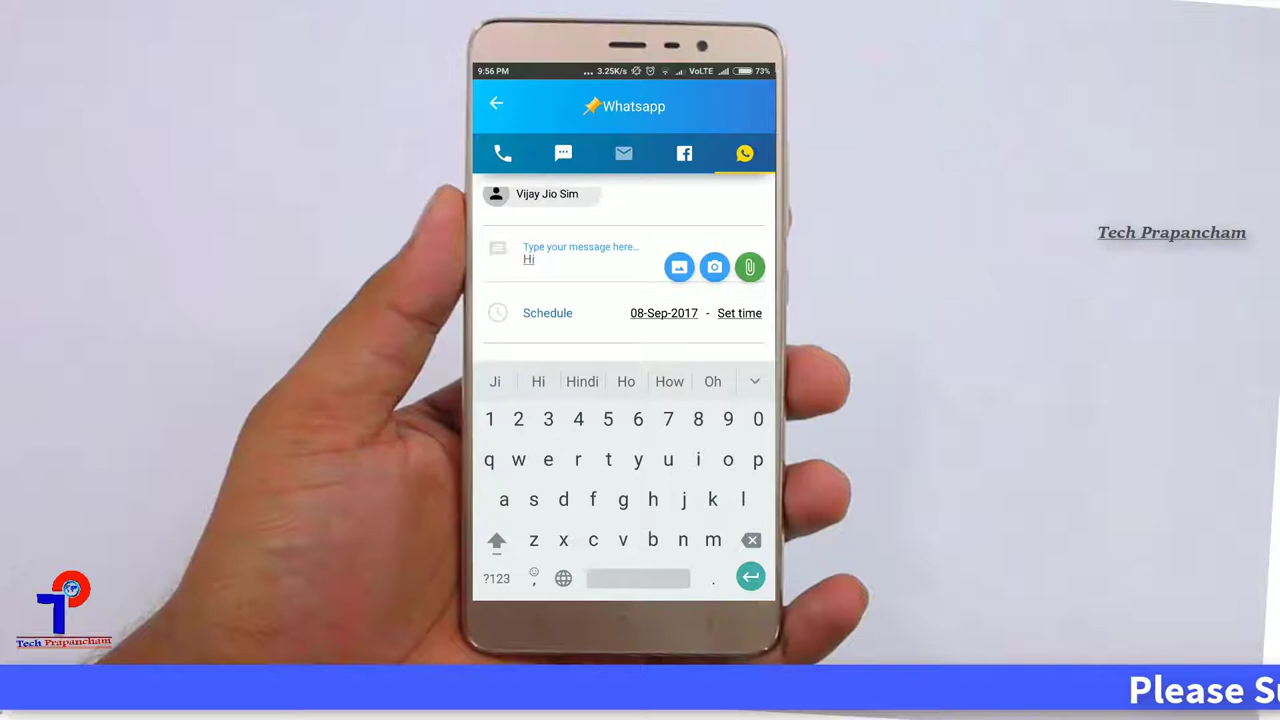 9:56 PM ... 3.25K/s VoLTE 73%
Whatsapp
Vijay Jio Sim
Type your message here...
Hi
Schedule 08-Sep-2017 - Set time
Ji Hi Hindi Ho How Oh
1 2 3 4 5 6 7 8 9 0
q w e r t y u i o p
a s d f g h j k l
z x c v b n m
?123 , .
Tech Prapancham
Tech Prapancham
Please Su